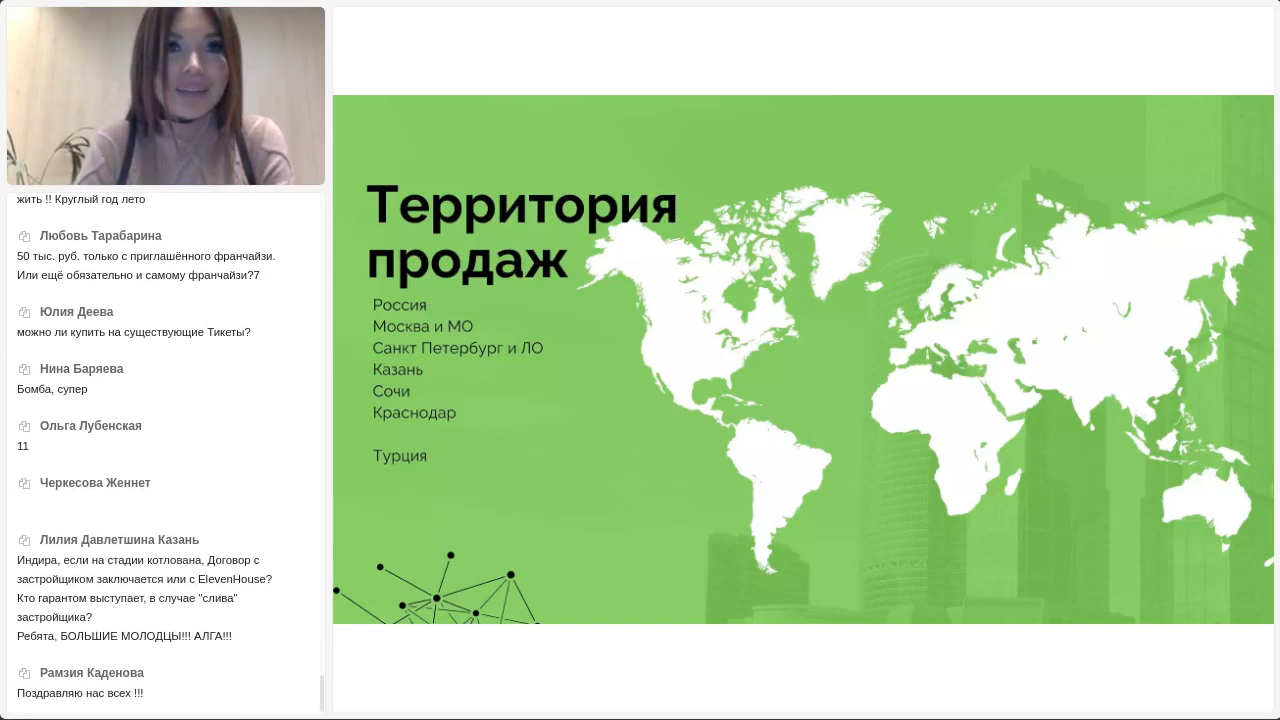 жить !! Круглый год лето
Любовь Тарабарина
50 тыс. руб. только с приглашённого франчайзи.
Или ещё обязательно и самому франчайзи?7
Юлия Деева
можно ли купить на существующие Тикеты?
Нина Баряева
Бомба, супер
Ольга Лубенская
11
Черкесова Женнет
Лилия Давлетшина Казань
Индира, если на стадии котлована, Договор с
застройщиком заключается или с ElevenHouse?
Кто гарантом выступает, в случае "слива"
застройщика?
Ребята, БОЛЬШИЕ МОЛОДЦЫ!!! АЛГА!!!
Рамзия Каденова
Поздравляю нас всех !!!
Территория
продаж
Россия
Москва и МО
Санкт Петербург и ЛО
Казань
Сочи
Краснодар
Турция